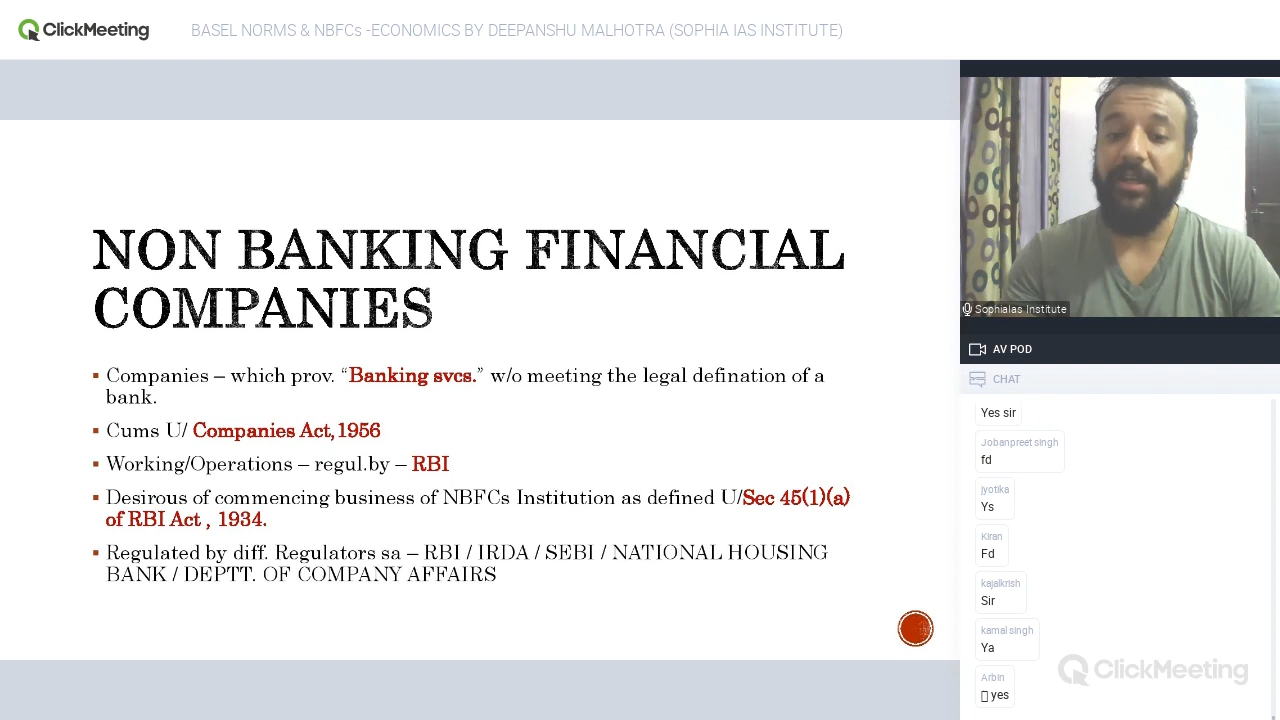 ClickMeeting
BASEL NORMS & NBFCs -ECONOMICS BY DEEPANSHU MALHOTRA (SOPHIA IAS INSTITUTE)
NON BANKING FINANCIAL
COMPANIES
▪ Companies – which prov. “Banking svcs.” w/o meeting the legal defination of a
bank.
▪ Cums U/ Companies Act, 1956
▪ Working/Operations – regul.by – RBI
▪ Desirous of commencing business of NBFCs Institution as defined U/Sec 45(1)(a)
of RBI Act , 1934.
▪ Regulated by diff. Regulators sa – RBI / IRDA / SEBI / NATIONAL HOUSING
BANK / DEPTT. OF COMPANY AFFAIRS
SophiaIas Institute
AV POD
CHAT
Yes sir
Jobanpreet singh
fd
jyotika
Ys
Kiran
Fd
kajalkrish
Sir
kamal singh
Ya
Arbin
yes
ClickMeeting